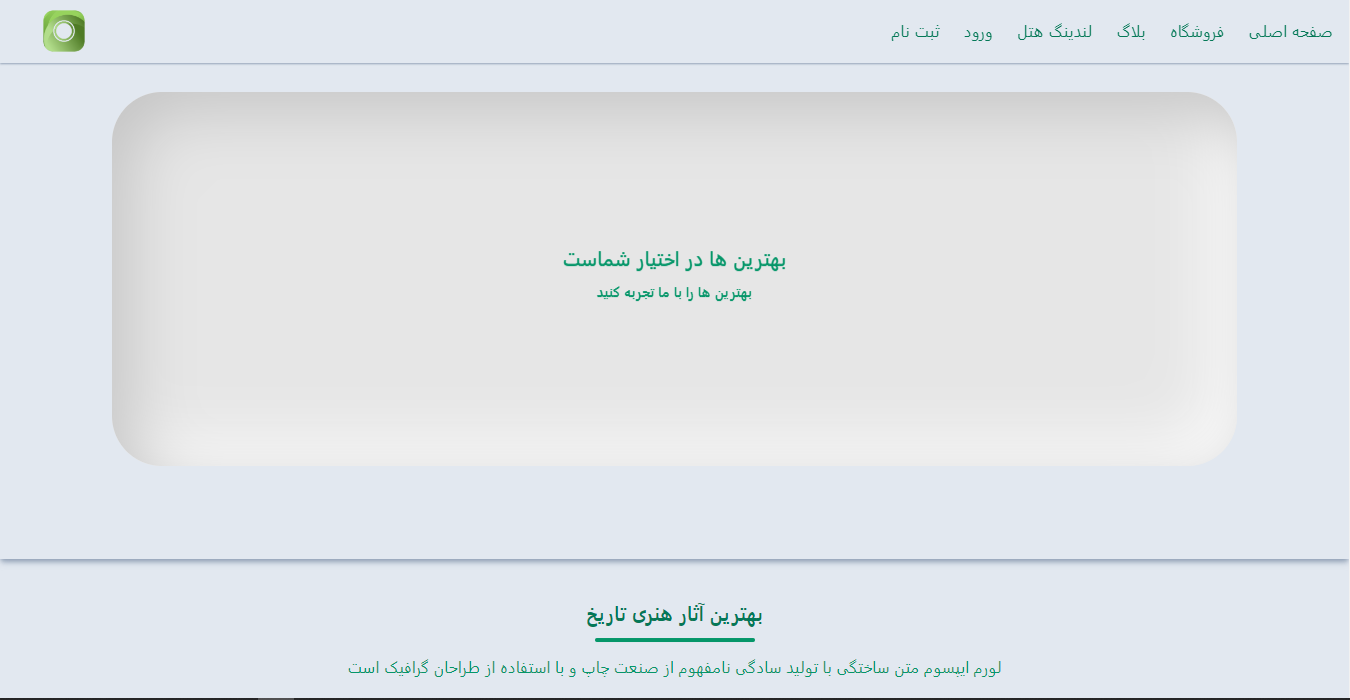 صفحه اصلی فروشگاه بلاگ لندینگ هتل ورود ثبت نام
بهترین ها در اختیار شماست
بهترین ها را با ما تجربه کنید
بهترین آثار هنری تاریخ
لورم ایپسوم متن ساختگی با تولید سادگی نامفهوم از صنعت چاپ و با استفاده از طراحان گرافیک است